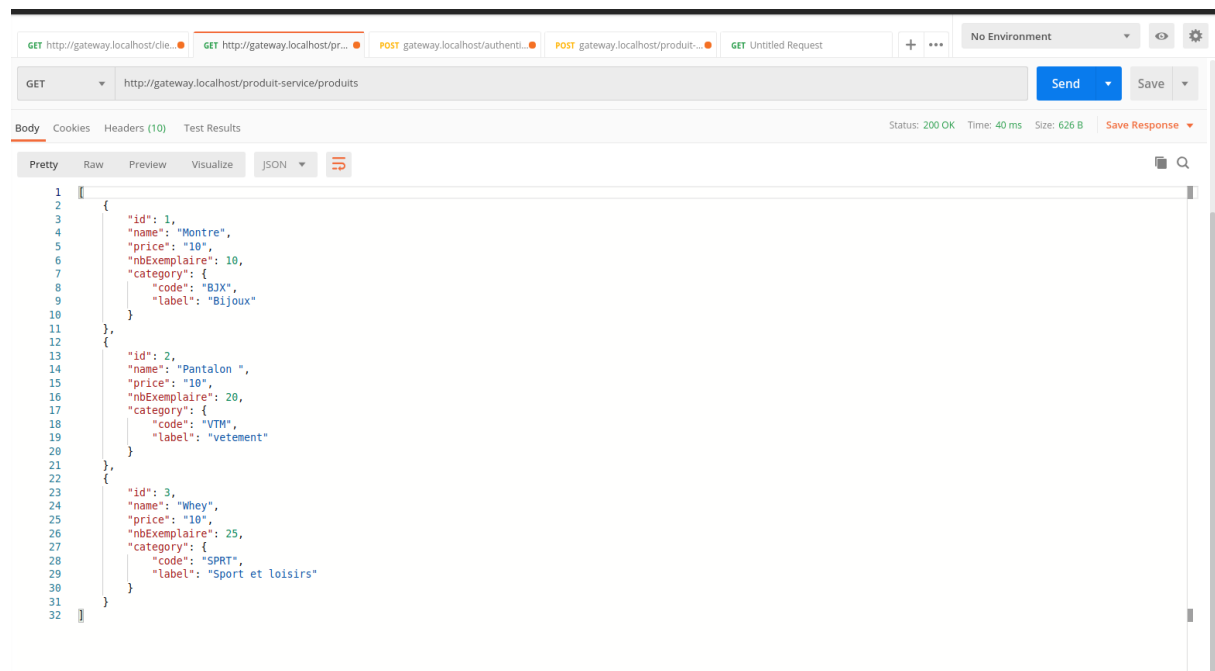 GET http://gateway.localhost/clie... GET http://gateway.localhost/pr... POST gateway.localhost/authenti... POST gateway.localhost/produit-... GET Untitled Request + ••• No Environment
GET http://gateway.localhost/produit-service/produits Send Save
Body Cookies Headers (10) Test Results Status: 200 OK Time: 40 ms Size: 626 B Save Response
Pretty Raw Preview Visualize JSON
1 [
2 {
3 "id": 1,
4 "name": "Montre",
5 "price": "10",
6 "nbExemplaire": 10,
7 "category": {
8 "code": "BJX",
9 "label": "Bijoux"
10 }
11 },
12 {
13 "id": 2,
14 "name": "Pantalon ",
15 "price": "10",
16 "nbExemplaire": 20,
17 "category": {
18 "code": "VTM",
19 "label": "vetement"
20 }
21 },
22 {
23 "id": 3,
24 "name": "Whey",
25 "price": "10",
26 "nbExemplaire": 25,
27 "category": {
28 "code": "SPRT",
29 "label": "Sport et loisirs"
30 }
31 }
32 ]